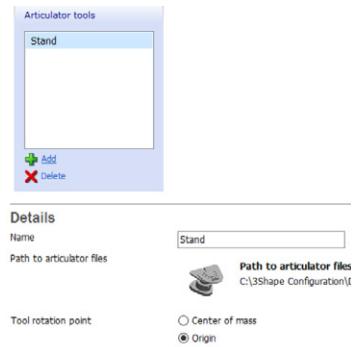 Articulator tools
Stand
Add
Delete
Details
Name
Stand
Path to articulator files
Path to articulator files
C:\3Shape Configuration\
Tool rotation point
Center of mass
Origin